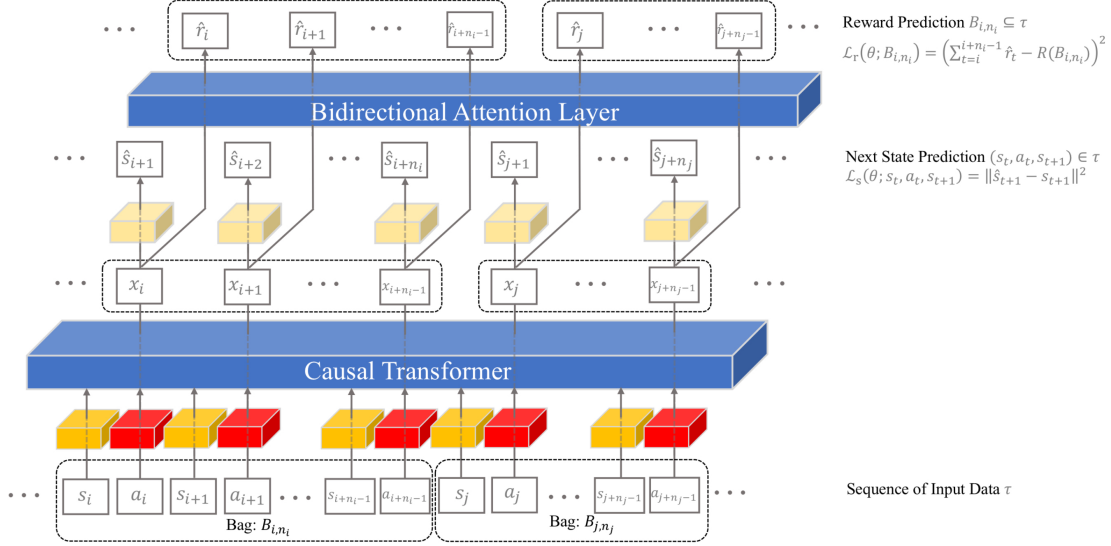 ··· r̂_i r̂_{i+1} ··· r̂_{i+n_i−1} ··· r̂_j ··· r̂_{j+n_j−1} ···
Reward Prediction B_{i,n_i} ⊆ τ
ℒ_r(θ; B_{i,n_i}) = (∑_{t=i}^{i+n_i−1} r̂_t − R(B_{i,n_i}))^2
Bidirectional Attention Layer
··· ŝ_{i+1} ŝ_{i+2} ··· ŝ_{i+n_i} ŝ_{j+1} ··· ŝ_{j+n_j} ···
Next State Prediction (s_t, a_t, s_{t+1}) ∈ τ
ℒ_s(θ; s_t, a_t, s_{t+1}) = ‖ŝ_{t+1} − s_{t+1}‖^2
··· x_i x_{i+1} ··· x_{i+n_i−1} x_j ··· x_{j+n_j−1} ···
Causal Transformer
··· s_i a_i s_{i+1} a_{i+1} ··· s_{i+n_i−1} a_{i+n_i−1} s_j a_j ··· s_{j+n_j−1} a_{j+n_j−1} ···
Sequence of Input Data τ
Bag: B_{i,n_i}
Bag: B_{j,n_j}